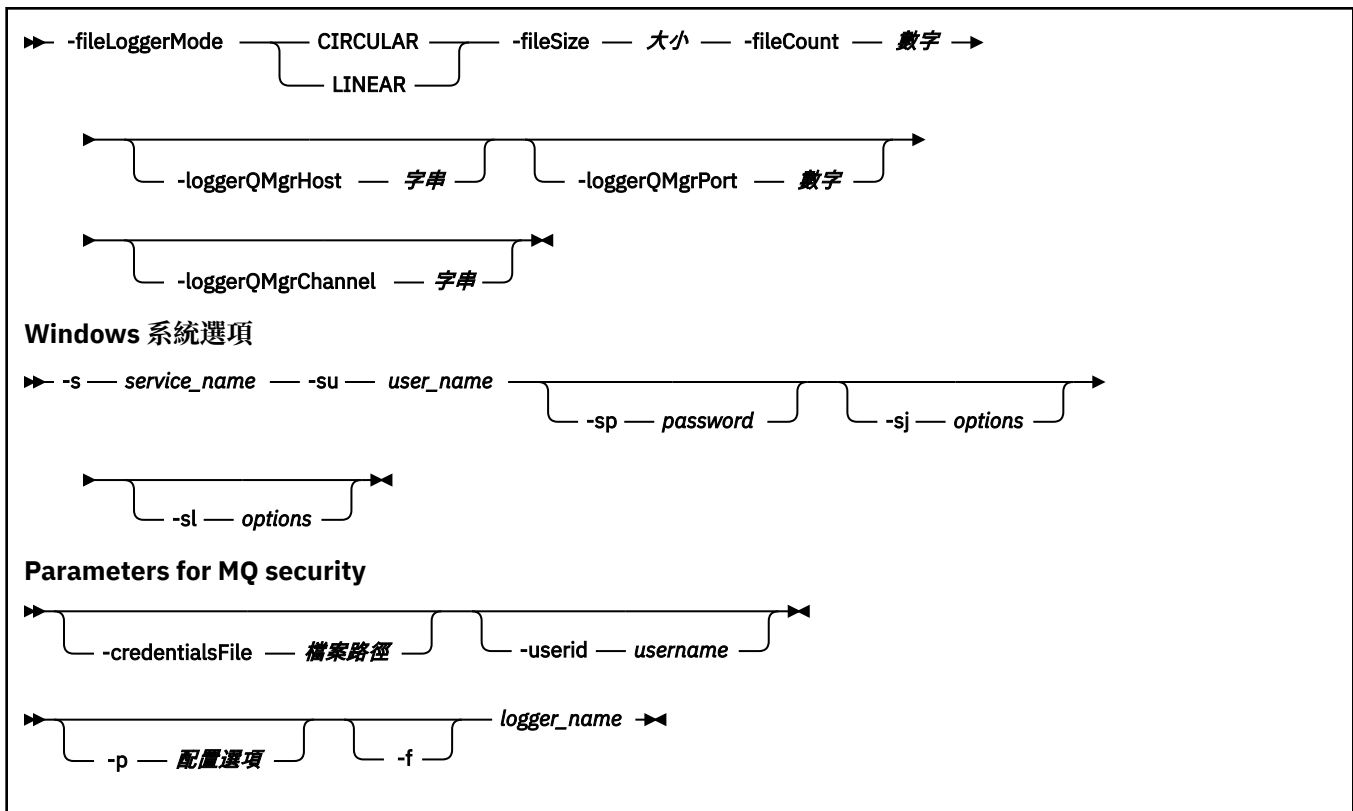 -fileLoggerMode CIRCULAR -fileSize 大小 -fileCount 數字
LINEAR
-loggerQMgrHost 字串 -loggerQMgrPort 數字
-loggerQMgrChannel 字串
Windows 系統選項
-s service_name -su user_name
-sp password -sj options
-sl options
Parameters for MQ security
-credentialsFile 檔案路徑 -userid username
logger_name
-p 配置選項 -f